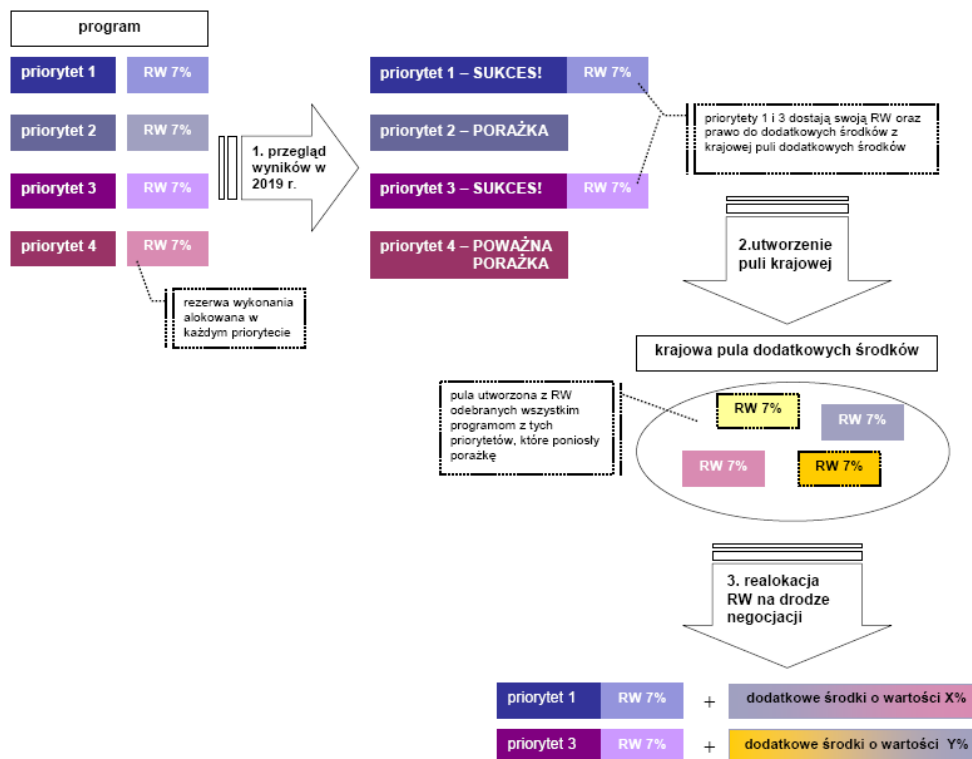 program
priorytet 1 RW 7%
priorytet 2 RW 7%
priorytet 3 RW 7%
priorytet 4 RW 7%
rezerwa wykonania
alokowana w
każdym priorytecie
1. przegląd
wyników w
2019 r.
priorytet 1 – SUKCES! RW 7%
priorytet 2 – PORAŻKA
priorytet 3 – SUKCES! RW 7%
priorytet 4 – POWAŻNA
PORAŻKA
priorytety 1 i 3 dostają swoją RW oraz
prawo do dodatkowych środków z
krajowej puli dodatkowych środków
2.utworzenie
puli krajowej
krajowa pula dodatkowych środków
pula utworzona z RW
odebranych wszystkim
programom z tych
priorytetów, które poniosły
porażkę
RW 7%
RW 7%
RW 7%
RW 7%
3. realokacja
RW na drodze
negocjacji
priorytet 1 RW 7% + dodatkowe środki o wartości X%
priorytet 3 RW 7% + dodatkowe środki o wartości Y%